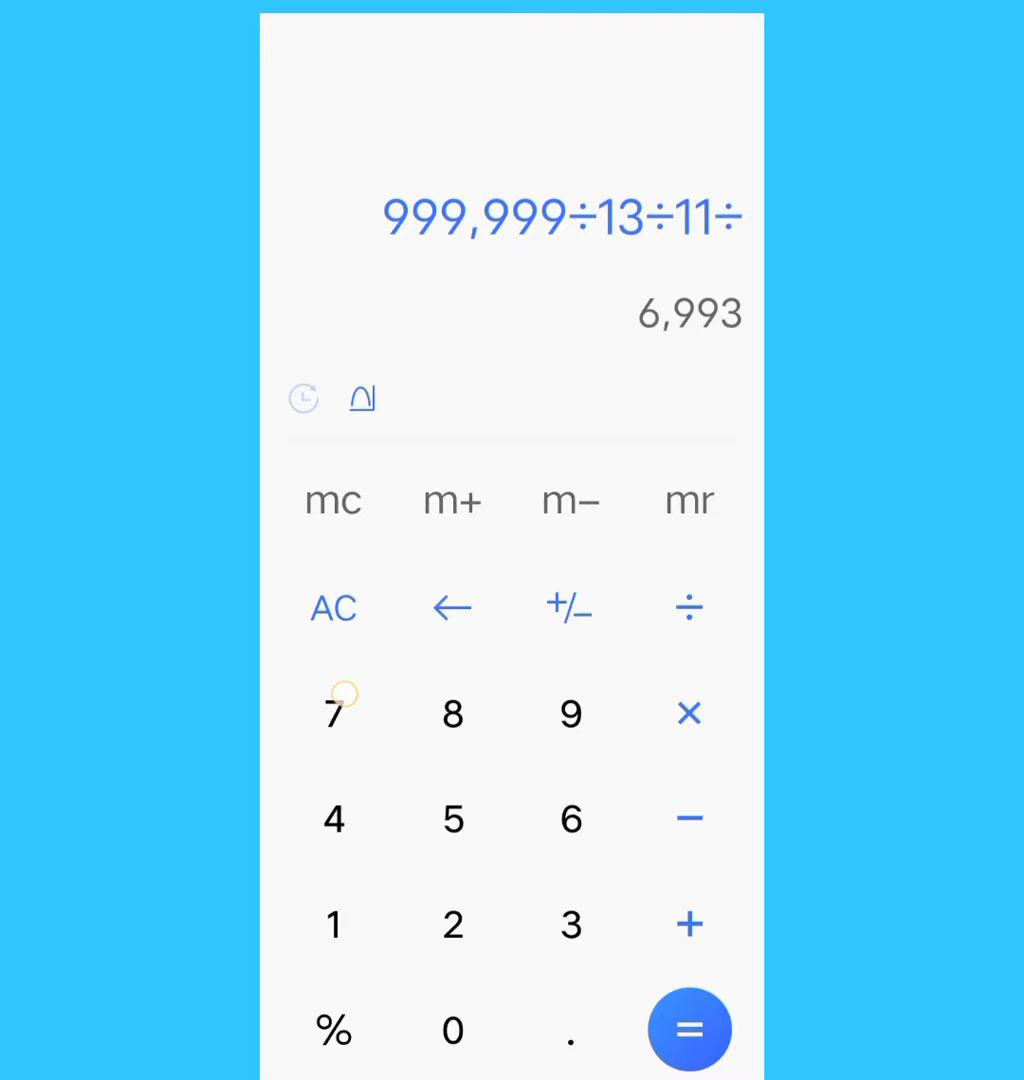 999,999÷13÷11÷
6,993
mc m+ m− mr
AC ← +/− ÷
7 8 9 ×
4 5 6 −
1 2 3 +
% 0 . =